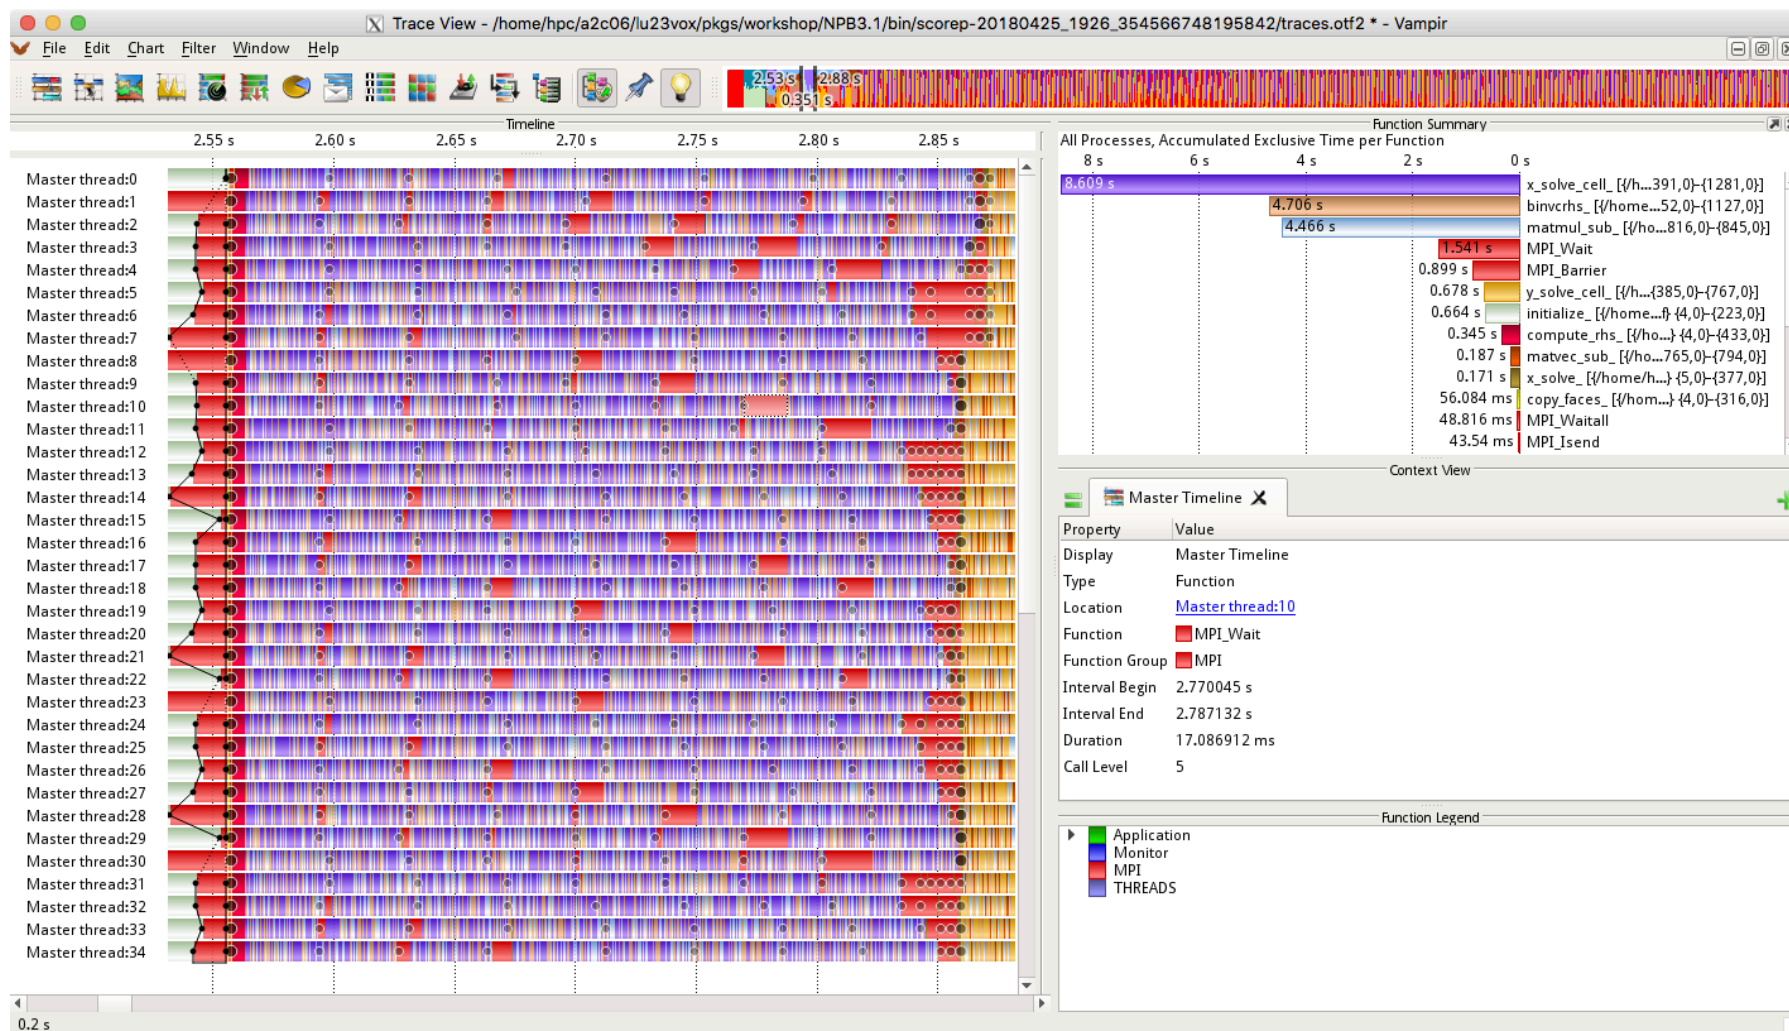 Trace View - /home/hpc/a2c06/lu23vox/pkgs/workshop/NPB3.1/bin/scorep-20180425_1926_354566748195842/traces.otf2 * - Vampir
File Edit Chart Filter Window Help
2.53 s 2.88 s
0.351 s
Timeline
2.55 s 2.60 s 2.65 s 2.70 s 2.75 s 2.80 s 2.85 s
Master thread:0
Master thread:1
Master thread:2
Master thread:3
Master thread:4
Master thread:5
Master thread:6
Master thread:7
Master thread:8
Master thread:9
Master thread:10
Master thread:11
Master thread:12
Master thread:13
Master thread:14
Master thread:15
Master thread:16
Master thread:17
Master thread:18
Master thread:19
Master thread:20
Master thread:21
Master thread:22
Master thread:23
Master thread:24
Master thread:25
Master thread:26
Master thread:27
Master thread:28
Master thread:29
Master thread:30
Master thread:31
Master thread:32
Master thread:33
Master thread:34
Function Summary
All Processes, Accumulated Exclusive Time per Function
8 s 6 s 4 s 2 s 0 s
8.609 s x_solve_cell_ [{/h...391,0}-{1281,0}]
4.706 s binvcrhs_ [{/home...52,0}-{1127,0}]
4.466 s matmul_sub_ [{/ho...816,0}-{845,0}]
1.541 s MPI_Wait
0.899 s MPI_Barrier
0.678 s y_solve_cell_ [{/h...{385,0}-{767,0}]
0.664 s initialize_ [{/home...f} {4,0}-{223,0}]
0.345 s compute_rhs_ [{/ho...} {4,0}-{433,0}]
0.187 s matvec_sub_ [{/ho...765,0}-{794,0}]
0.171 s x_solve_ [{/home/h...} {5,0}-{377,0}]
56.084 ms copy_faces_ [{/hom...} {4,0}-{316,0}]
48.816 ms MPI_Waitall
43.54 ms MPI_Isend
Context View
Master Timeline
Property Value
Display Master Timeline
Type Function
Location Master thread:10
Function MPI_Wait
Function Group MPI
Interval Begin 2.770045 s
Interval End 2.787132 s
Duration 17.086912 ms
Call Level 5
Function Legend
Application
Monitor
MPI
THREADS
0.2 s